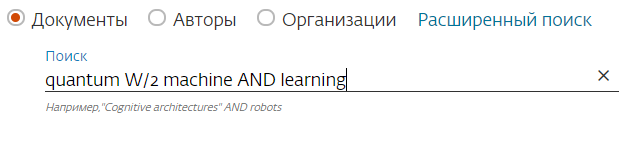 Документы Авторы Организации Расширенный поиск
Поиск
quantum W/2 machine AND learning
Например,"Cognitive architectures" AND robots